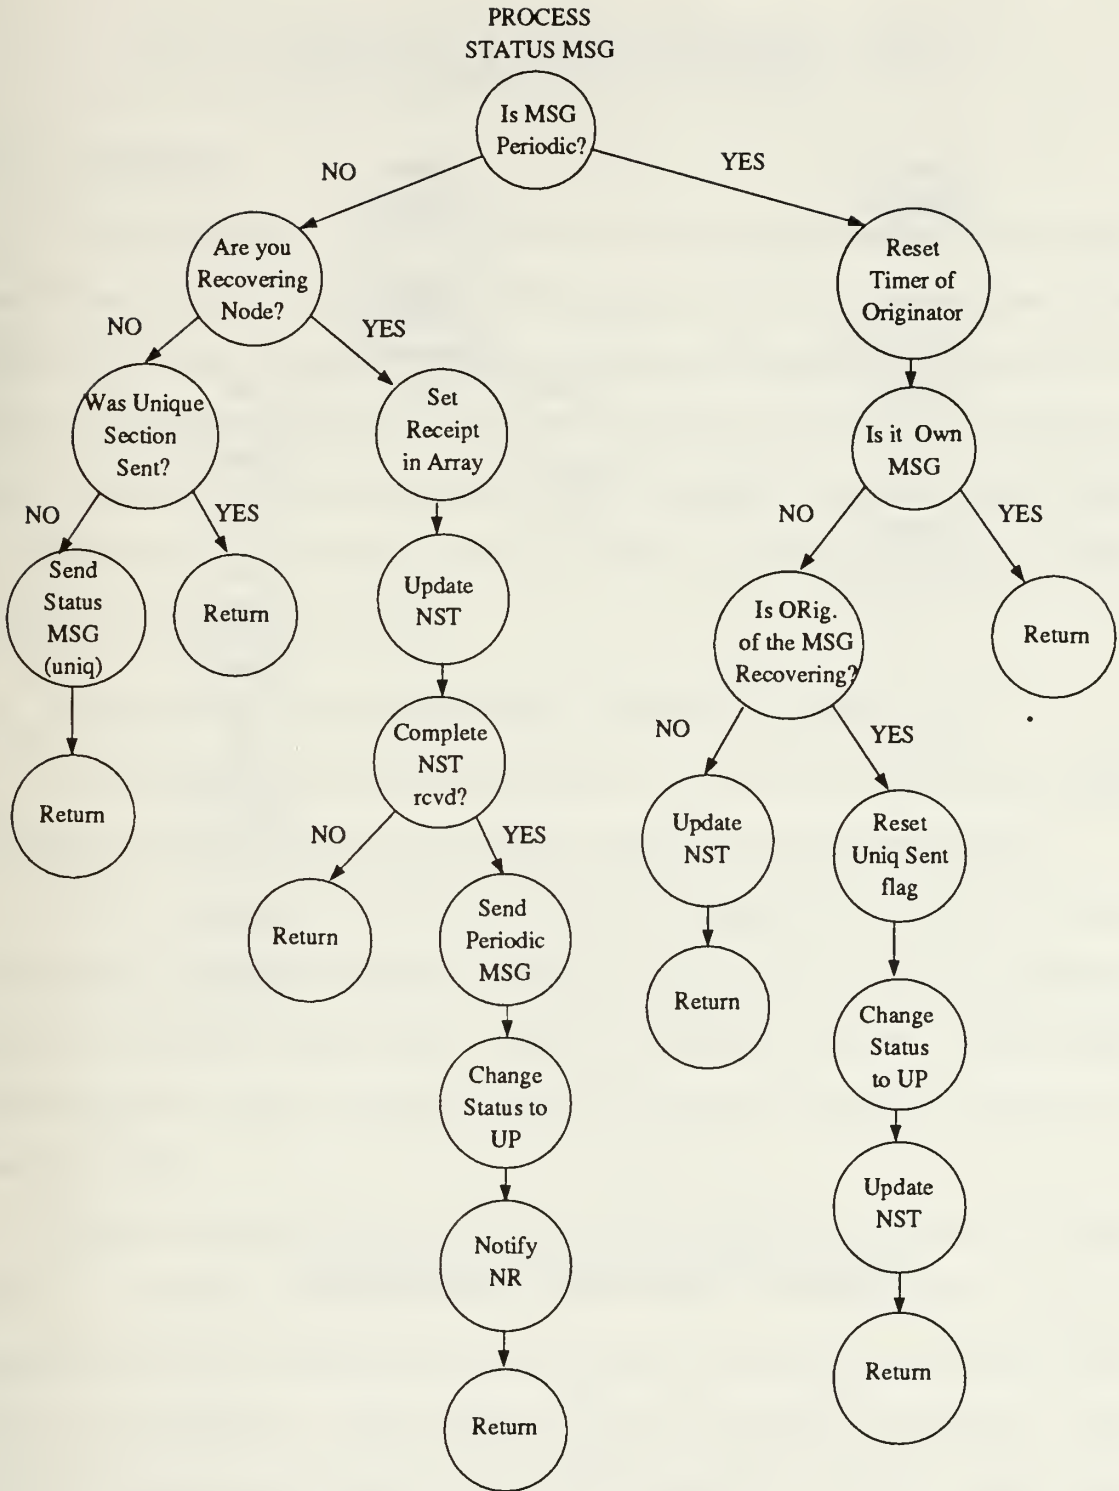 PROCESS
STATUS MSG
Is MSG
Periodic?
NO
YES
Are you
Recovering
Node?
Reset
Timer of
Originator
NO
YES
Was Unique
Section
Sent?
Set
Receipt
in Array
Is it Own
MSG
NO
YES
NO
YES
Send
Status
MSG
(uniq)
Return
Update
NST
Is ORig.
of the MSG
Recovering?
Return
Return
Complete
NST
rcvd?
NO
YES
NO
YES
Update
NST
Reset
Uniq Sent
flag
Return
Send
Periodic
MSG
Return
Change
Status
to UP
Change
Status to
UP
Update
NST
Notify
NR
Return
Return